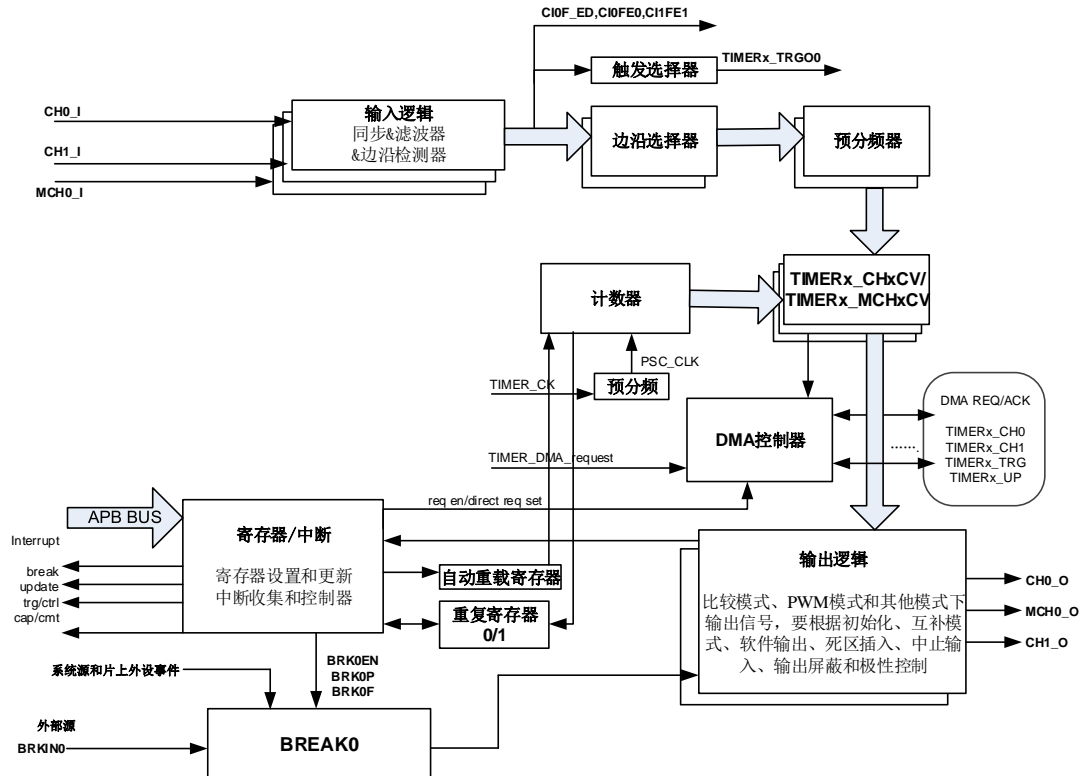 CI0F_ED,CI0FE0,CI1FE1
触发选择器
TIMERx_TRGO0
CH0_I
CH1_I
MCH0_I
输入逻辑
同步&滤波器
&边沿检测器
边沿选择器
预分频器
计数器
TIMERx_CHxCV/
TIMERx_MCHxCV
PSC_CLK
TIMER_CK
预分频
DMA控制器
DMA REQ/ACK
TIMERx_CH0
TIMERx_CH1
TIMERx_TRG
TIMERx_UP
…….
TIMER_DMA_request
req en/direct req set
APB BUS
Interrupt
break
update
trg/ctrl
cap/cmt
寄存器/中断
寄存器设置和更新
中断收集和控制器
自动重载寄存器
重复寄存器
0/1
输出逻辑
比较模式、PWM模式和其他模式下
输出信号,要根据初始化、互补模
式、软件输出、死区插入、中止输
入、输出屏蔽和极性控制
CH0_O
MCH0_O
CH1_O
系统源和片上外设事件
BRK0EN
BRK0P
BRK0F
外部源
BRKIN0
BREAK0